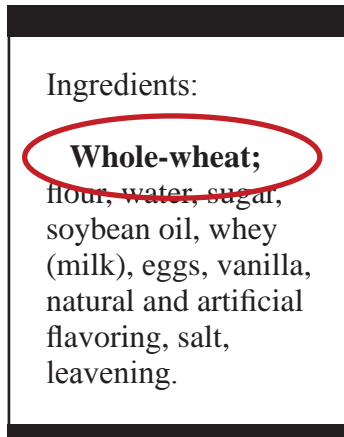 Ingredients:
Whole-wheat;
flour, water, sugar,
soybean oil, whey
(milk), eggs, vanilla,
natural and artificial
flavoring, salt,
leavening.